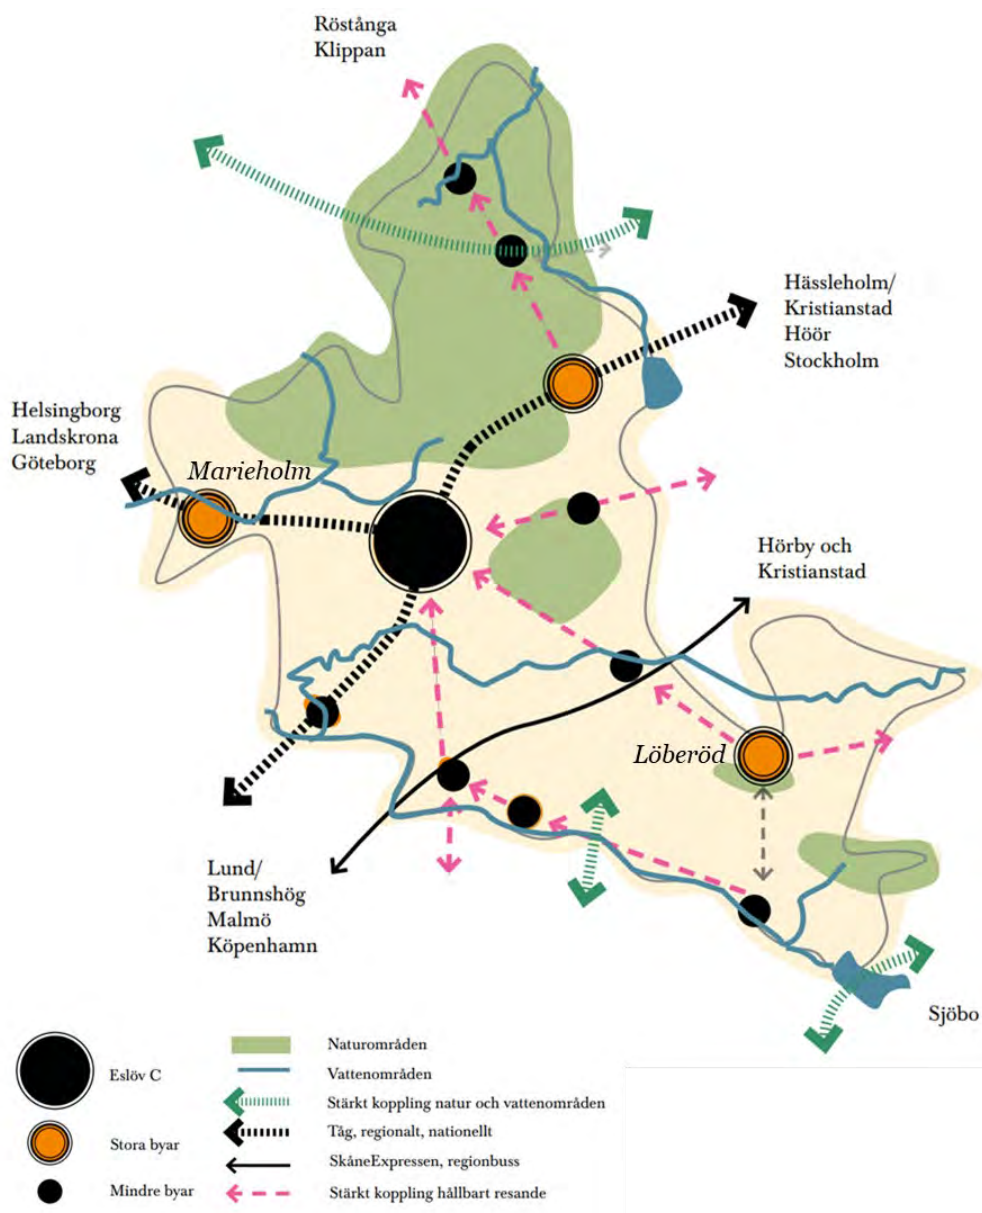 Röstånga
Klippan
Hässleholm/
Kristianstad
Höör
Stockholm
Helsingborg
Landskrona
Göteborg
Marieholm
Hörby och
Kristianstad
Löberöd
Lund/
Brunnshög
Malmö
Köpenhamn
Sjöbo
Eslöv C
Stora byar
Mindre byar
Naturområden
Vattenområden
Stärkt koppling natur och vattenområden
Tåg, regionalt, nationellt
SkåneExpressen, regionbuss
Stärkt koppling hållbart resande